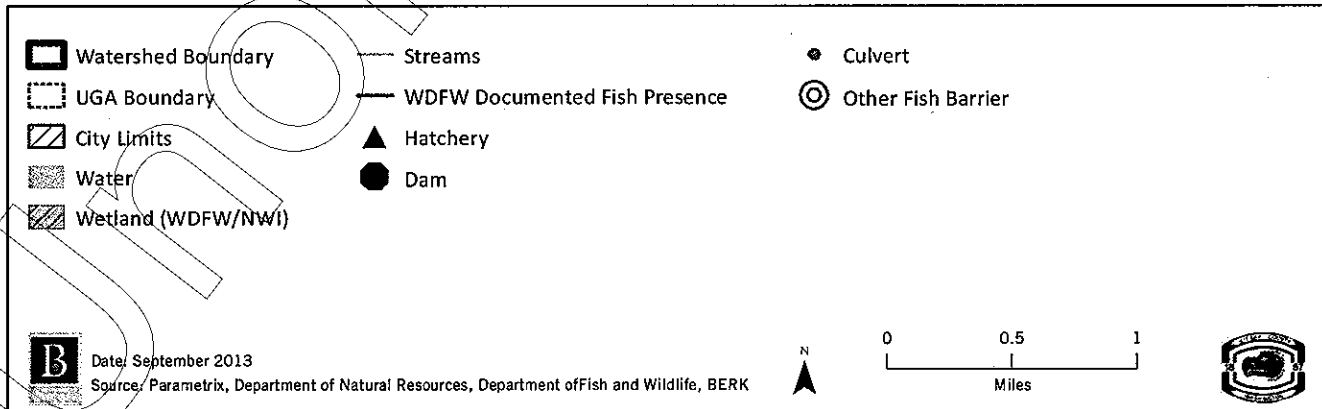 Watershed Boundary
UGA Boundary
City Limits
Water
Wetland (WDFW/NWI)
Streams
WDFW Documented Fish Presence
Hatchery
Dam
Culvert
Other Fish Barrier
B
Date: September 2013
Source: Parametrix, Department of Natural Resources, Department ofFish and Wildlife, BERK
N
0 0.5 1
Miles